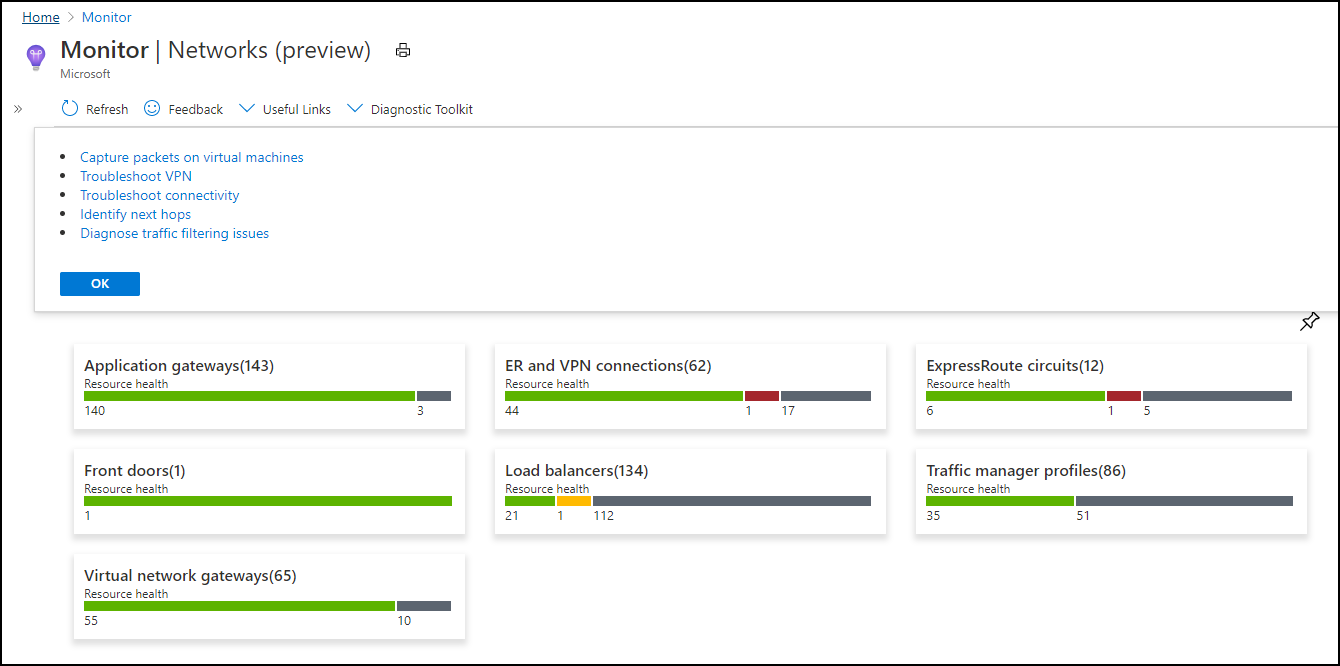 Home > Monitor
Monitor | Networks (preview)
Microsoft
» Refresh Feedback Useful Links Diagnostic Toolkit
• Capture packets on virtual machines
• Troubleshoot VPN
• Troubleshoot connectivity
• Identify next hops
• Diagnose traffic filtering issues
OK
Application gateways(143)
Resource health
140 3
ER and VPN connections(62)
Resource health
44 1 17
ExpressRoute circuits(12)
Resource health
6 1 5
Front doors(1)
Resource health
1
Load balancers(134)
Resource health
21 1 112
Traffic manager profiles(86)
Resource health
35 51
Virtual network gateways(65)
Resource health
55 10